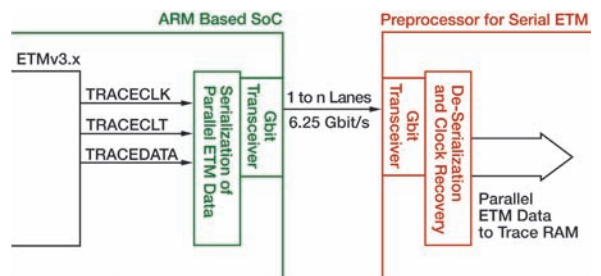 ARM Based SoC
Preprocessor for Serial ETM
ETMv3.x
TRACECLK
TRACECLT
TRACEDATA
Serialization of
Parallel ETM Data
Gbit
Transceiver
1 to n Lanes
6.25 Gbit/s
Gbit
Transceiver
De-Serialization
and Clock Recovery
Parallel
ETM Data
to Trace RAM